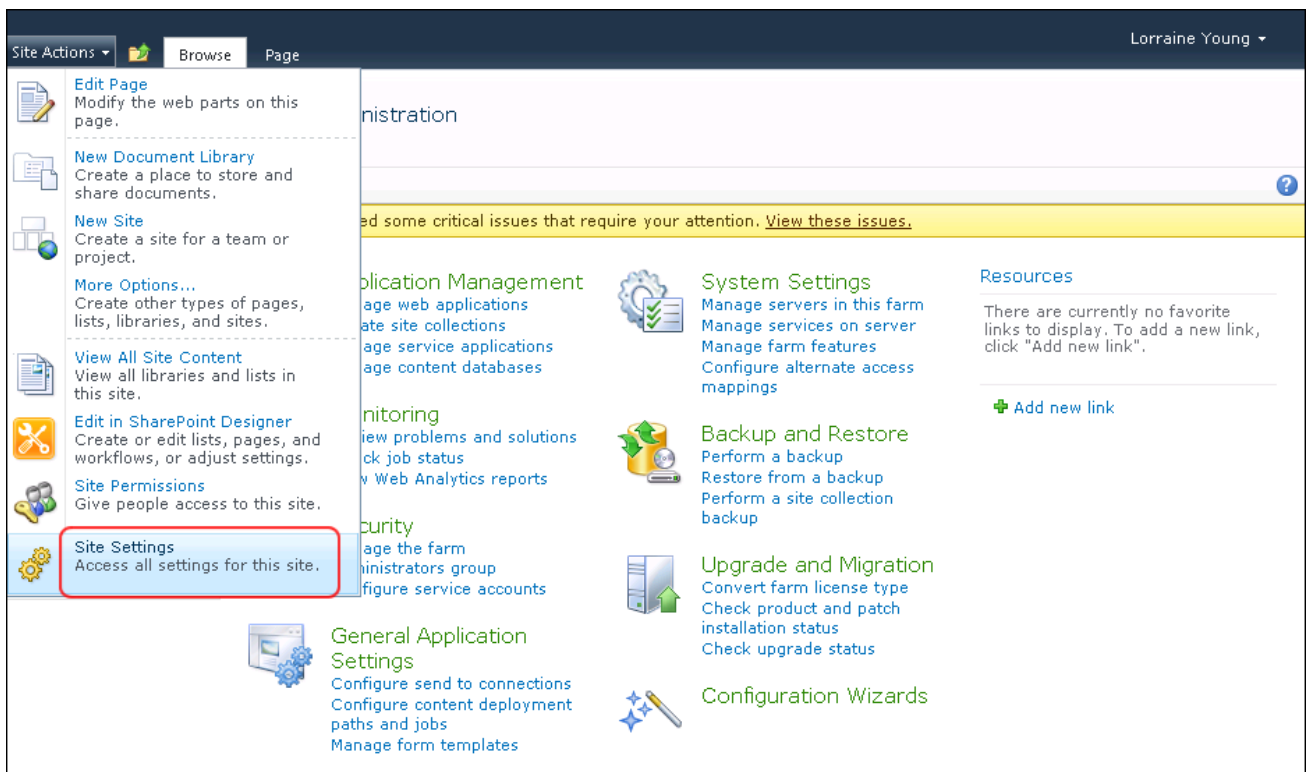 Lorraine Young
Site Actions
Browse
Page
Edit Page
Modify the web parts on this
page.
New Document Library
Create a place to store and
share documents.
New Site
Create a site for a team or
project.
More Options...
Create other types of pages,
lists, libraries, and sites.
View All Site Content
View all libraries and lists in
this site.
Edit in SharePoint Designer
Create or edit lists, pages, and
workflows, or adjust settings.
Site Permissions
Give people access to this site.
Site Settings
Access all settings for this site.
nistration
ed some critical issues that require your attention. View these issues.
plication Management
age web applications
ate site collections
age service applications
age content databases
nitoring
iew problems and solutions
ck job status
Web Analytics reports
curity
age the farm
inistrators group
figure service accounts
General Application
Settings
Configure send to connections
Configure content deployment
paths and jobs
Manage form templates
System Settings
Manage servers in this farm
Manage services on server
Manage farm features
Configure alternate access
mappings
Backup and Restore
Perform a backup
Restore from a backup
Perform a site collection
backup
Upgrade and Migration
Convert farm license type
Check product and patch
installation status
Check upgrade status
Configuration Wizards
Resources
There are currently no favorite
links to display. To add a new link,
click "Add new link".
Add new link